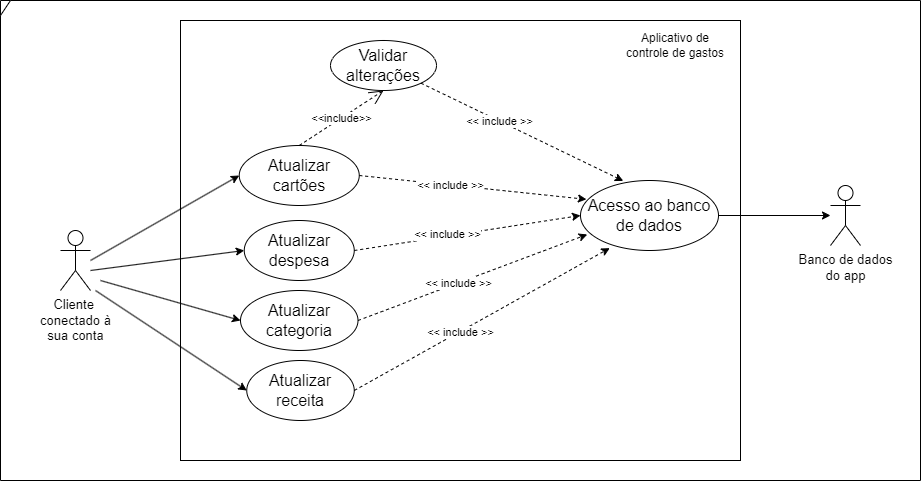 Aplicativo de
controle de gastos
Validar
alterações
<<include>>
<< include >>
Atualizar
cartões
<< include >>
Acesso ao banco
de dados
Atualizar
despesa
<< include >>
Atualizar
categoria
<< include >>
Atualizar
receita
<< include >>
Cliente
conectado à
sua conta
Banco de dados
do app